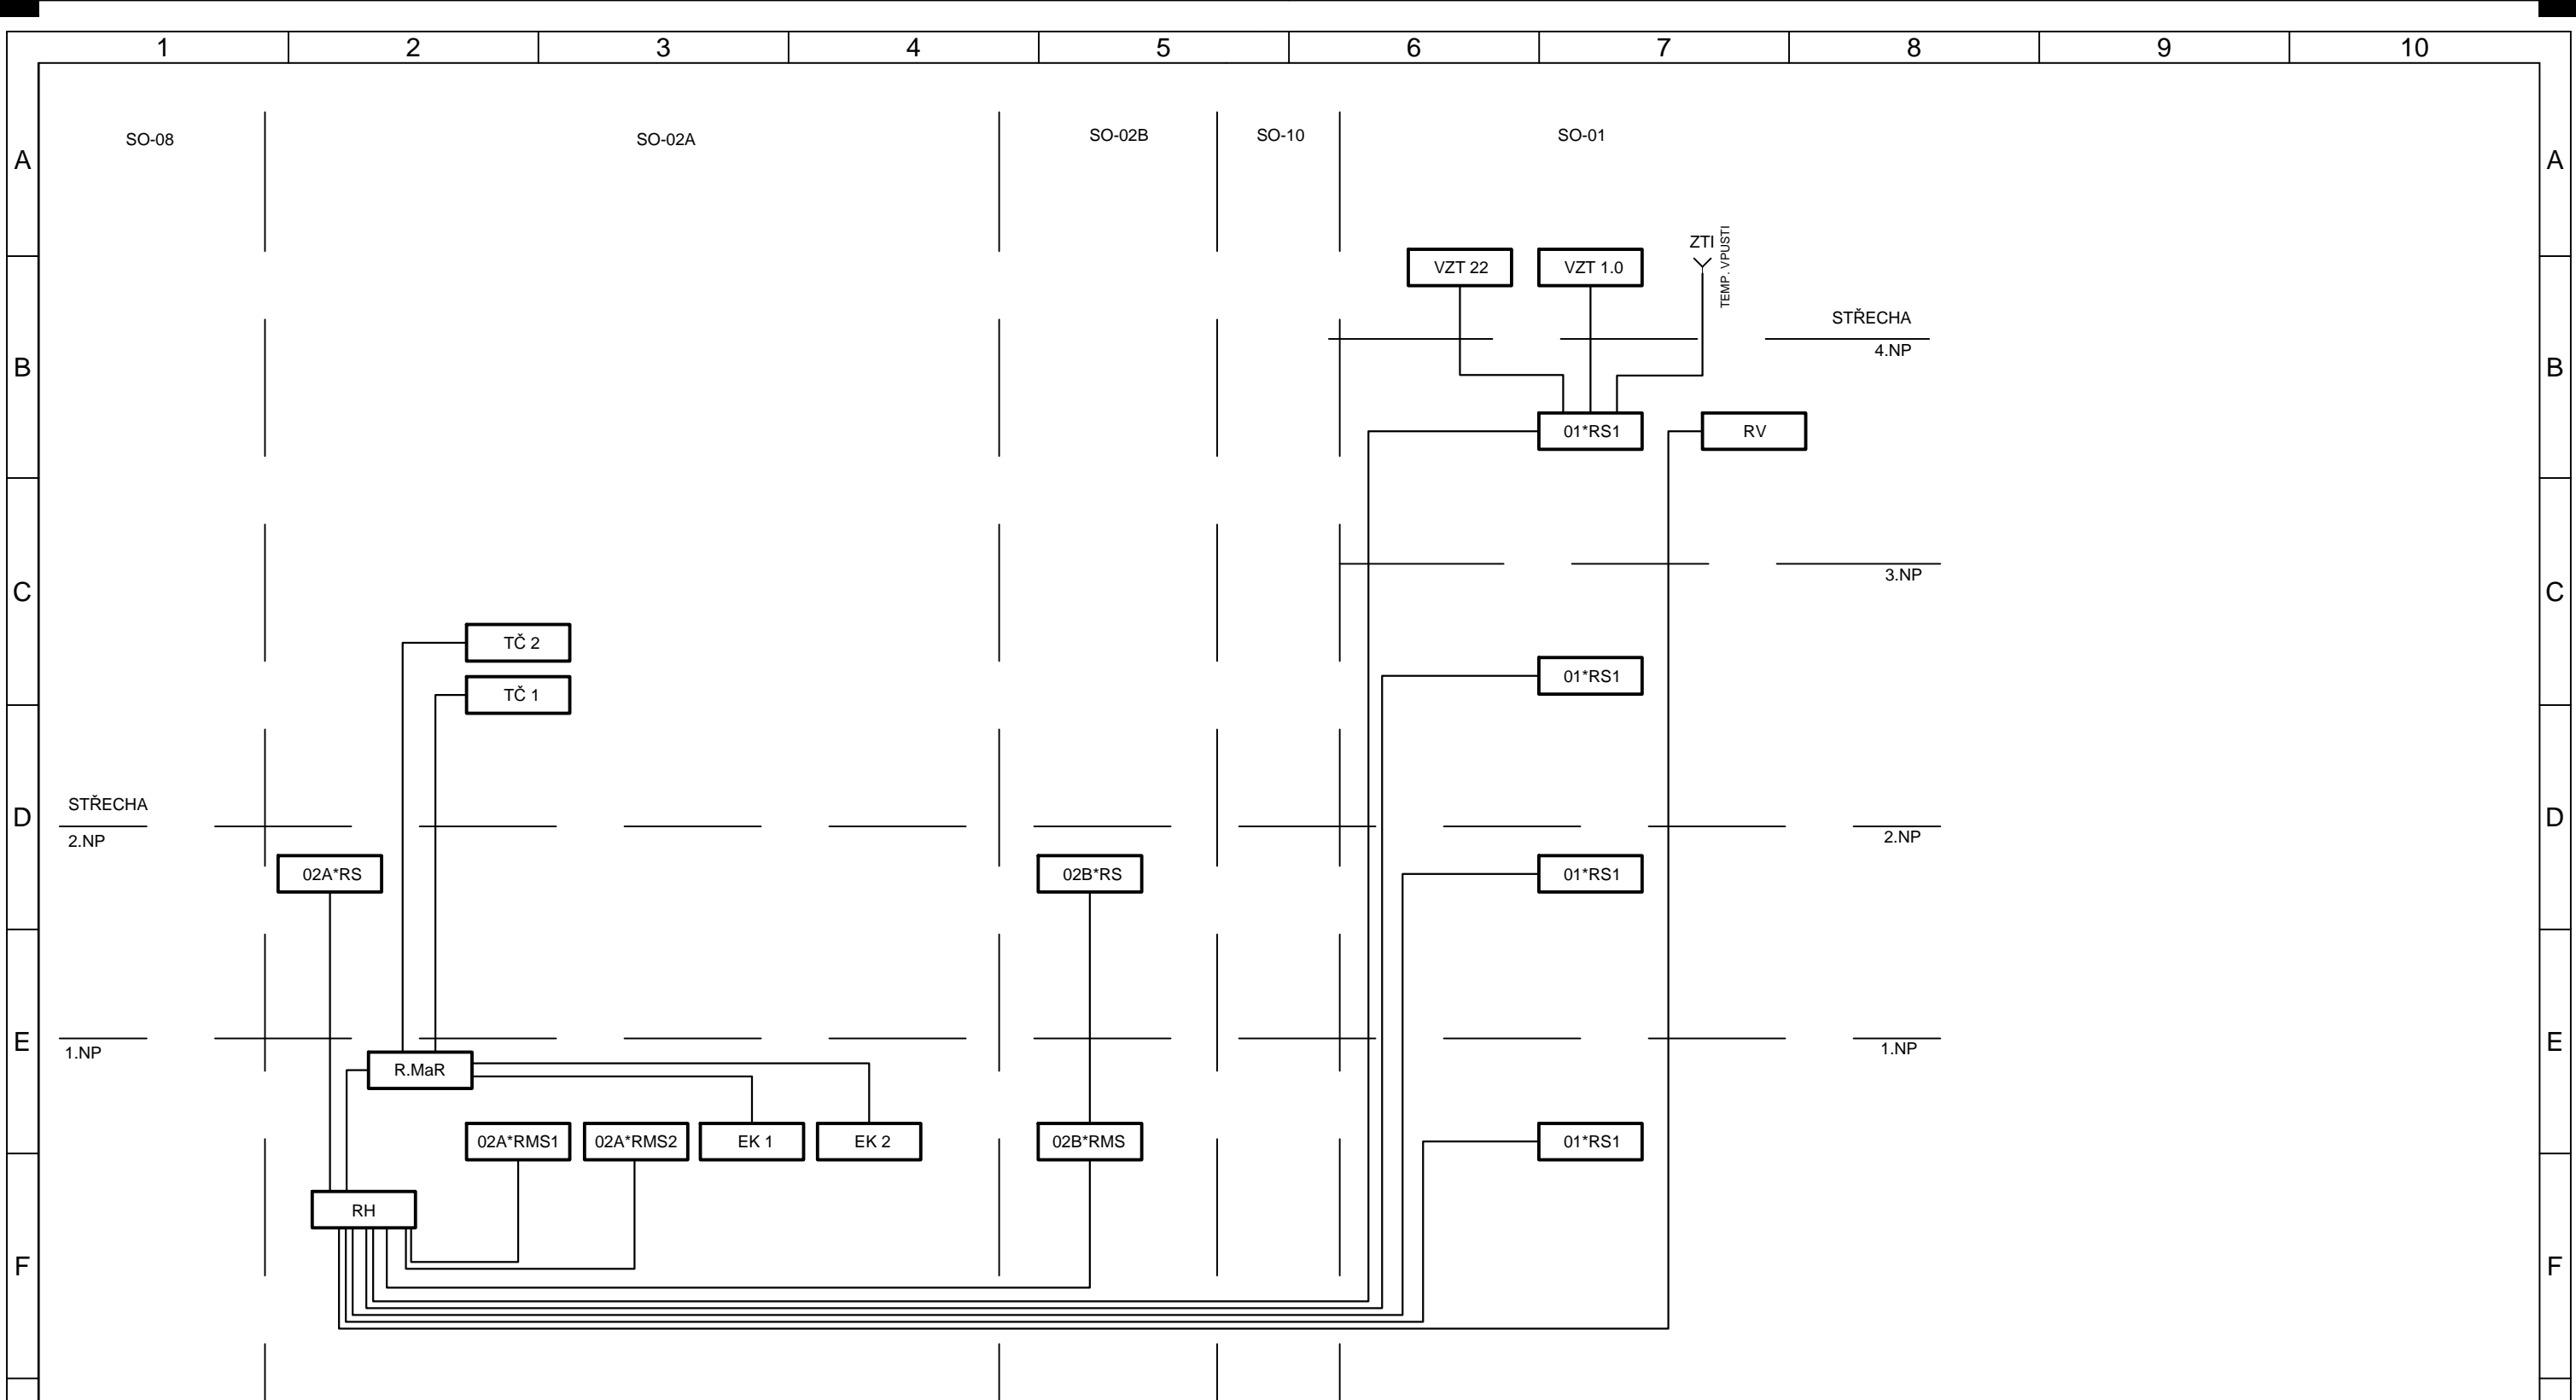 1 2 3 4 5 6 7 8 9 10
SO-08 SO-02A SO-02B SO-10 SO-01
A A
ZTI
TEMP. VPUSTI
VZT 22 VZT 1.0
STŘECHA
4.NP
B B
01*RS1 RV
3.NP
C C
TČ 2
01*RS1
TČ 1
STŘECHA
D D
2.NP 2.NP
02A*RS 02B*RS 01*RS1
E E
1.NP 1.NP
R.MaR
02A*RMS1 02A*RMS2 EK 1 EK 2 02B*RMS 01*RS1
RH
F F